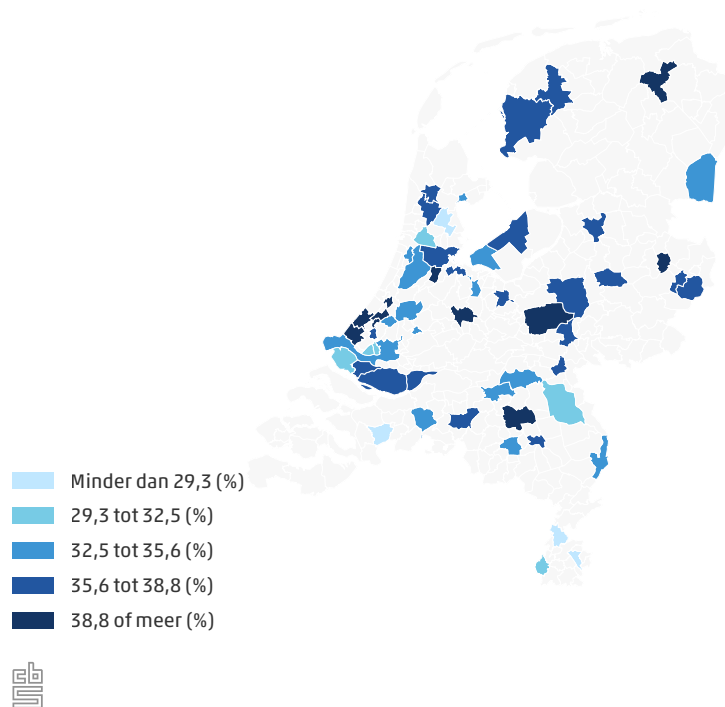 Minder dan 29,3 (%)
29,3 tot 32,5 (%)
32,5 tot 35,6 (%)
35,6 tot 38,8 (%)
38,8 of meer (%)
cbs